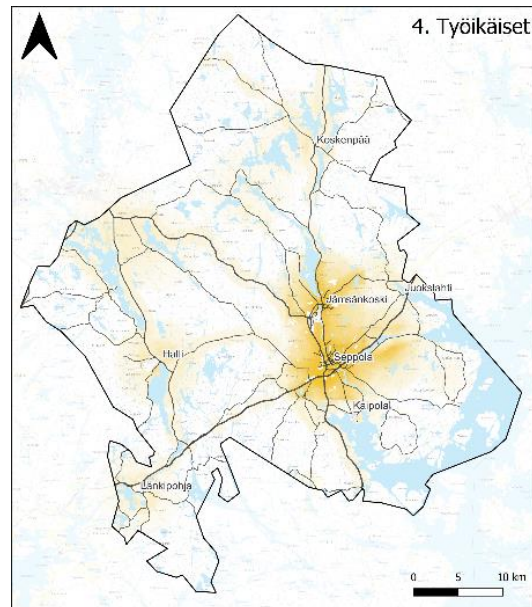 4. Työikäiset
Koskenpää
Juokslahti
Jämsänkoski
Halli
Seppola
Kaipola
Länkipohja
0 5 10 km